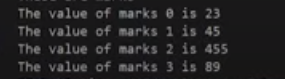 The value of marks 0 is 23
The value of marks 1 is 45
The value of marks 2 is 455
The value of marks 3 is 89